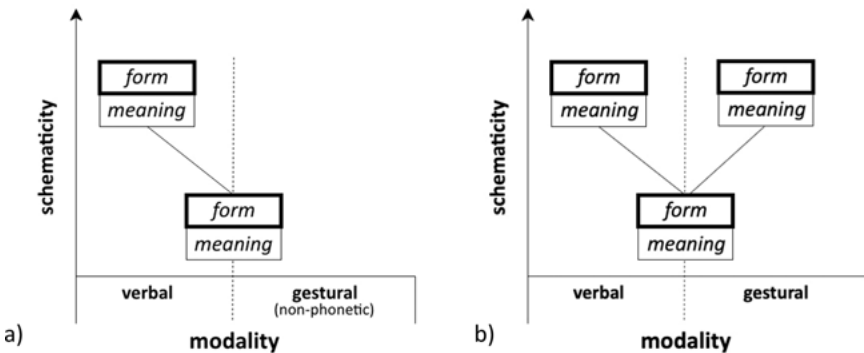 schematicity
form
meaning
form
meaning
verbal
gestural
(non-phonetic)
modality
a)
schematicity
form
meaning
form
meaning
form
meaning
verbal
gestural
modality
b)